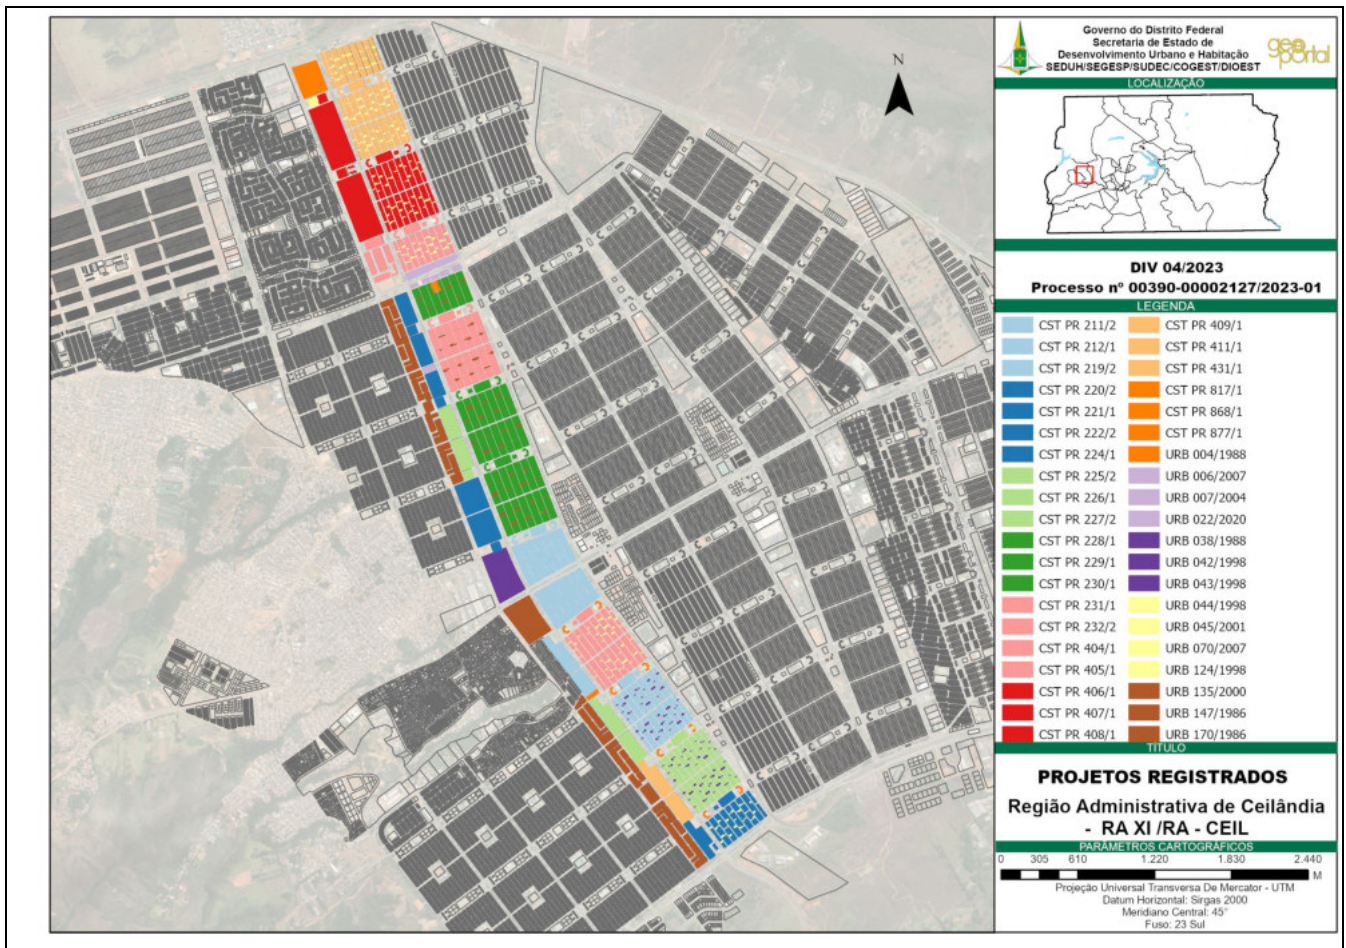 N
Governo do Distrito Federal
Secretaria de Estado de
Desenvolvimento Urbano e Habitação
SEDUH/SEGESP/SUDEC/COGEST/DIOEST
geo
portal
LOCALIZAÇÃO
DIV 04/2023
Processo nº 00390-00002127/2023-01
LEGENDA
CST PR 211/2
CST PR 212/1
CST PR 219/2
CST PR 220/2
CST PR 221/1
CST PR 222/2
CST PR 224/1
CST PR 225/2
CST PR 226/1
CST PR 227/2
CST PR 228/1
CST PR 229/1
CST PR 230/1
CST PR 231/1
CST PR 232/2
CST PR 404/1
CST PR 405/1
CST PR 406/1
CST PR 407/1
CST PR 408/1
CST PR 409/1
CST PR 411/1
CST PR 431/1
CST PR 817/1
CST PR 868/1
CST PR 877/1
URB 004/1988
URB 006/2007
URB 007/2004
URB 022/2020
URB 038/1988
URB 042/1998
URB 043/1998
URB 044/1998
URB 045/2001
URB 070/2007
URB 124/1998
URB 135/2000
URB 147/1986
URB 170/1986
TITULO
PROJETOS REGISTRADOS
Região Administrativa de Ceilândia
- RA XI /RA - CEIL
PARÂMETROS CARTOGRÁFICOS
0 305 610 1.220 1.830 2.440
M
Projeção Universal Transversa De Mercator - UTM
Datum Horizontal: Sirgas 2000
Meridiano Central: 45°
Fuso: 23 Sul